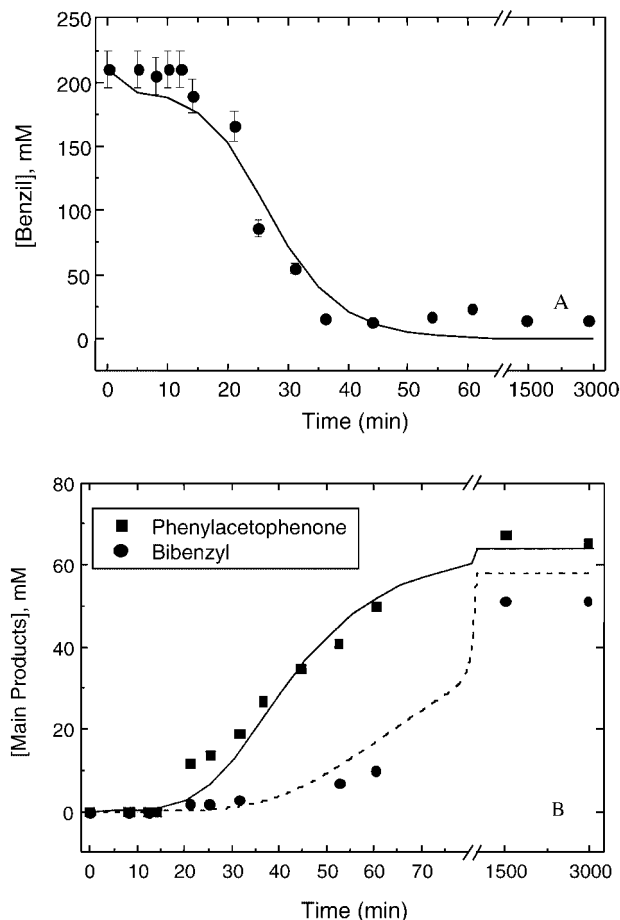 250
200
150
100
50
0
[Benzil], mM
A
0 10 20 30 40 50 60 1500 3000
Time (min)
80
60
40
20
0
[Main Products], mM
Phenylacetophenone
Bibenzyl
B
0 10 20 30 40 50 60 70 1500 3000
Time (min)